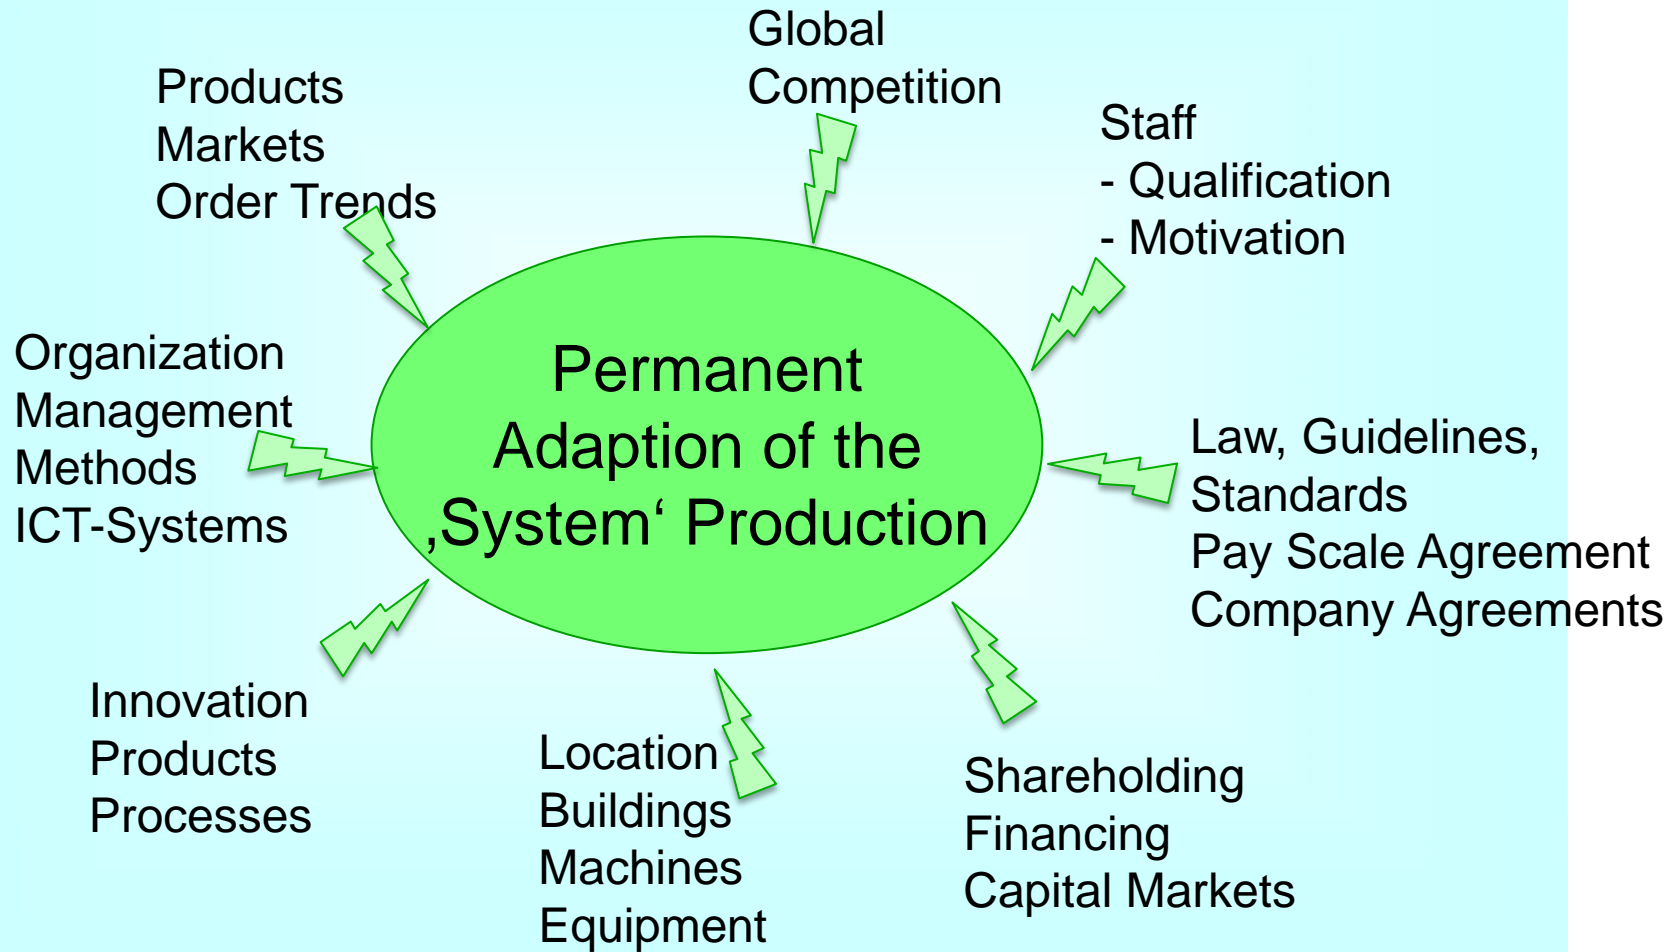 Global
Competition
Products
Markets
Order Trends
Staff
- Qualification
- Motivation
Organization
Management
Methods
ICT-Systems
Permanent
Adaption of the
‚System‘ Production
Law, Guidelines,
Standards
Pay Scale Agreement
Company Agreements
Innovation
Products
Processes
Location
Buildings
Machines
Equipment
Shareholding
Financing
Capital Markets